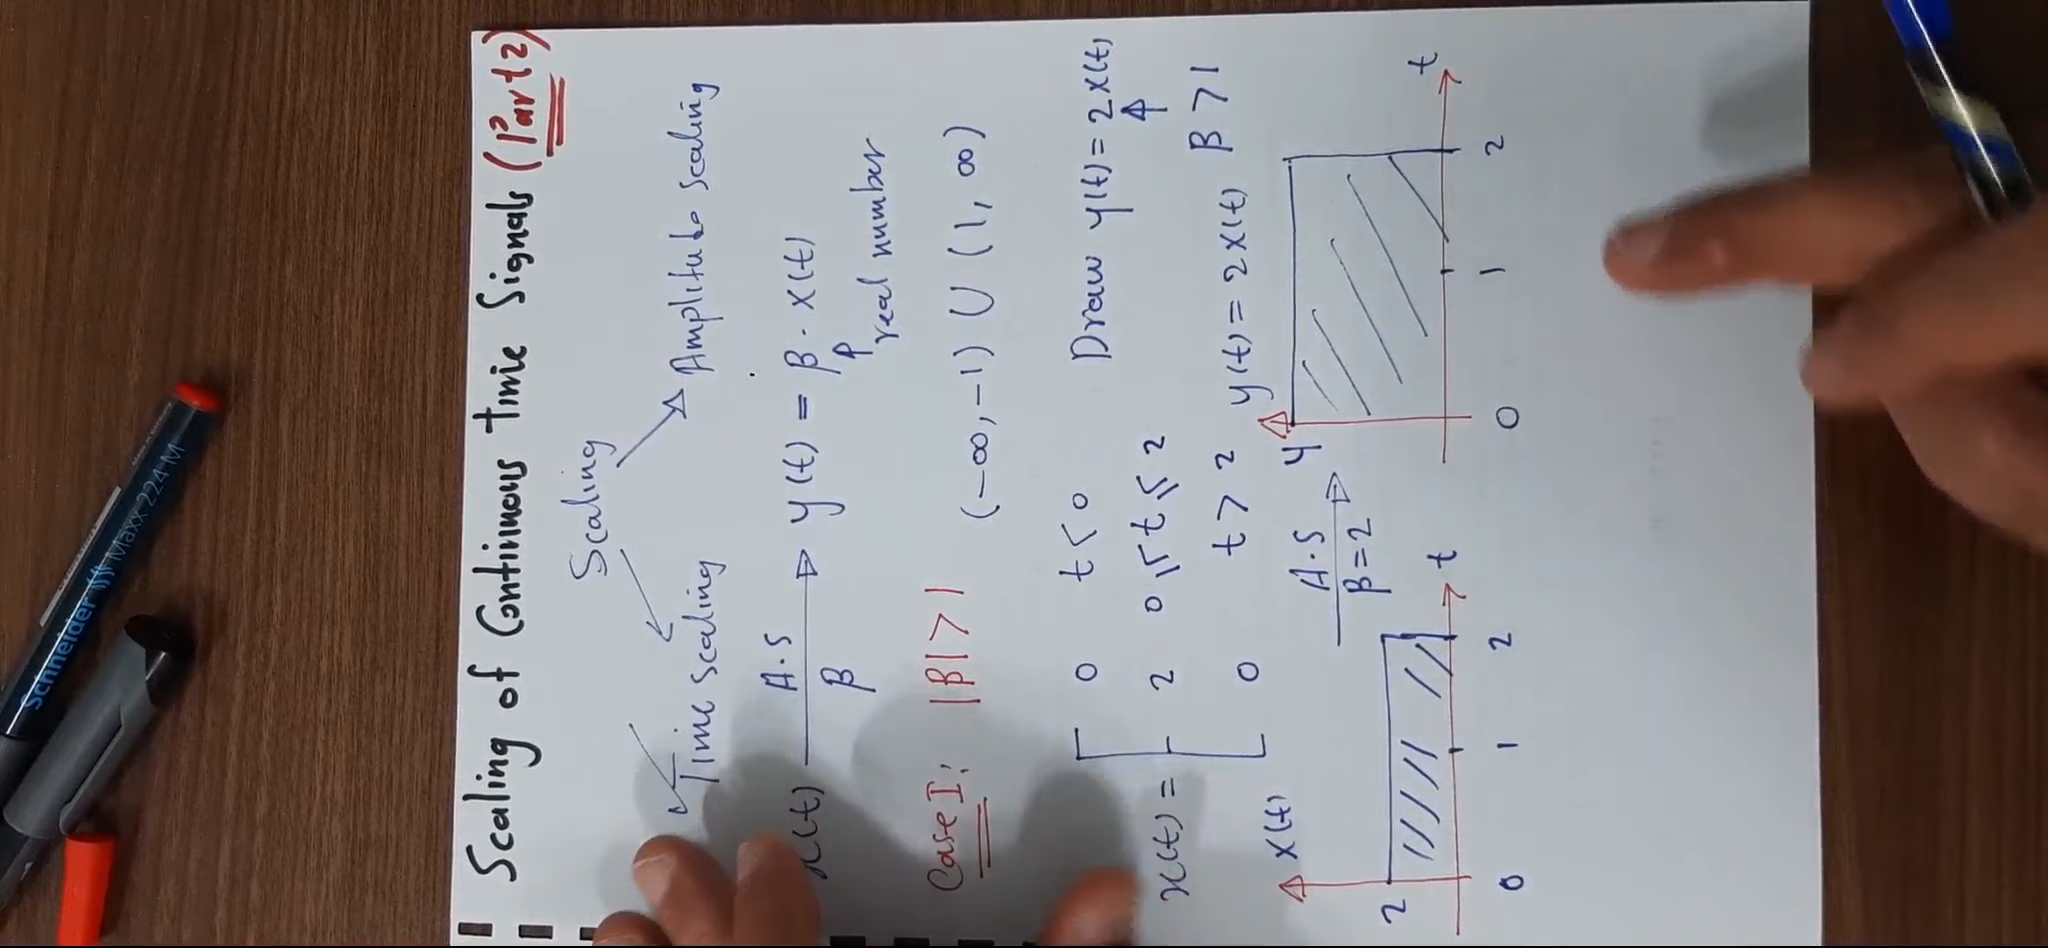 Scaling of Continuous time Signals (Part 2)
Scaling
Time scaling Amplitude scaling
x(t) A.S β y(t) = β . x(t)
real number
Case I: |β| > 1 (-∞, -1) U (1, ∞)
x(t) = [ 0 t < 0
2 0 ≤ t ≤ 2
0 t > 2
Draw y(t) = 2 x(t)
x(t)
2
0 1 2 t
A.S
β = 2
y(t) = 2 x(t) β > 1
4
0 1 2 t
Schneider Maxx 224 M